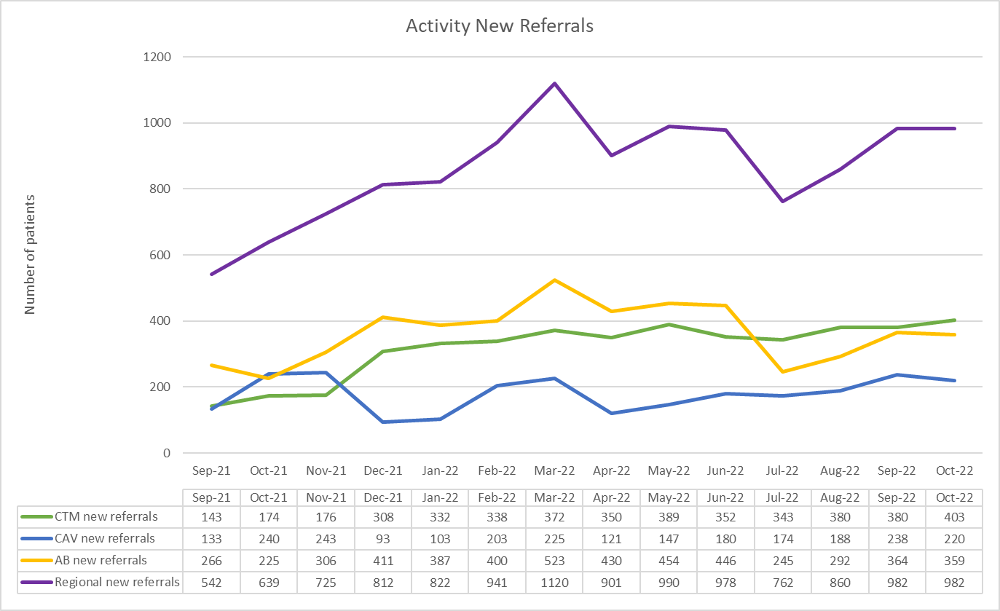 Activity New Referrals
1200
1000
800
600
400
200
0
Number of patients
Sep-21 Oct-21 Nov-21 Dec-21 Jan-22 Feb-22 Mar-22 Apr-22 May-22 Jun-22 Jul-22 Aug-22 Sep-22 Oct-22
Sep-21 Oct-21 Nov-21 Dec-21 Jan-22 Feb-22 Mar-22 Apr-22 May-22 Jun-22 Jul-22 Aug-22 Sep-22 Oct-22
CTM new referrals 143 174 176 308 332 338 372 350 389 352 343 380 380 403
CAV new referrals 133 240 243 93 103 203 225 121 147 180 174 188 238 220
AB new referrals 266 225 306 411 387 400 523 430 454 446 245 292 364 359
Regional new referrals 542 639 725 812 822 941 1120 901 990 978 762 860 982 982